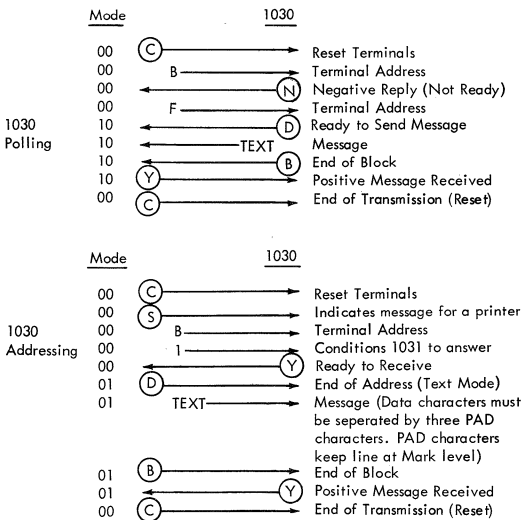 Mode 1030
00 C Reset Terminals
00 B Terminal Address
00 N Negative Reply (Not Ready)
00 F Terminal Address
1030 Polling
10 D Ready to Send Message
10 TEXT Message
10 B End of Block
10 Y Positive Message Received
00 C End of Transmission (Reset)
Mode 1030
00 C Reset Terminals
00 S Indicates message for a printer
1030 Addressing
00 B Terminal Address
00 1 Conditions 1031 to answer
00 Y Ready to Receive
01 D End of Address (Text Mode)
01 TEXT Message (Data characters must
be seperated by three PAD
characters. PAD characters
keep line at Mark level)
01 B End of Block
01 Y Positive Message Received
00 C End of Transmission (Reset)